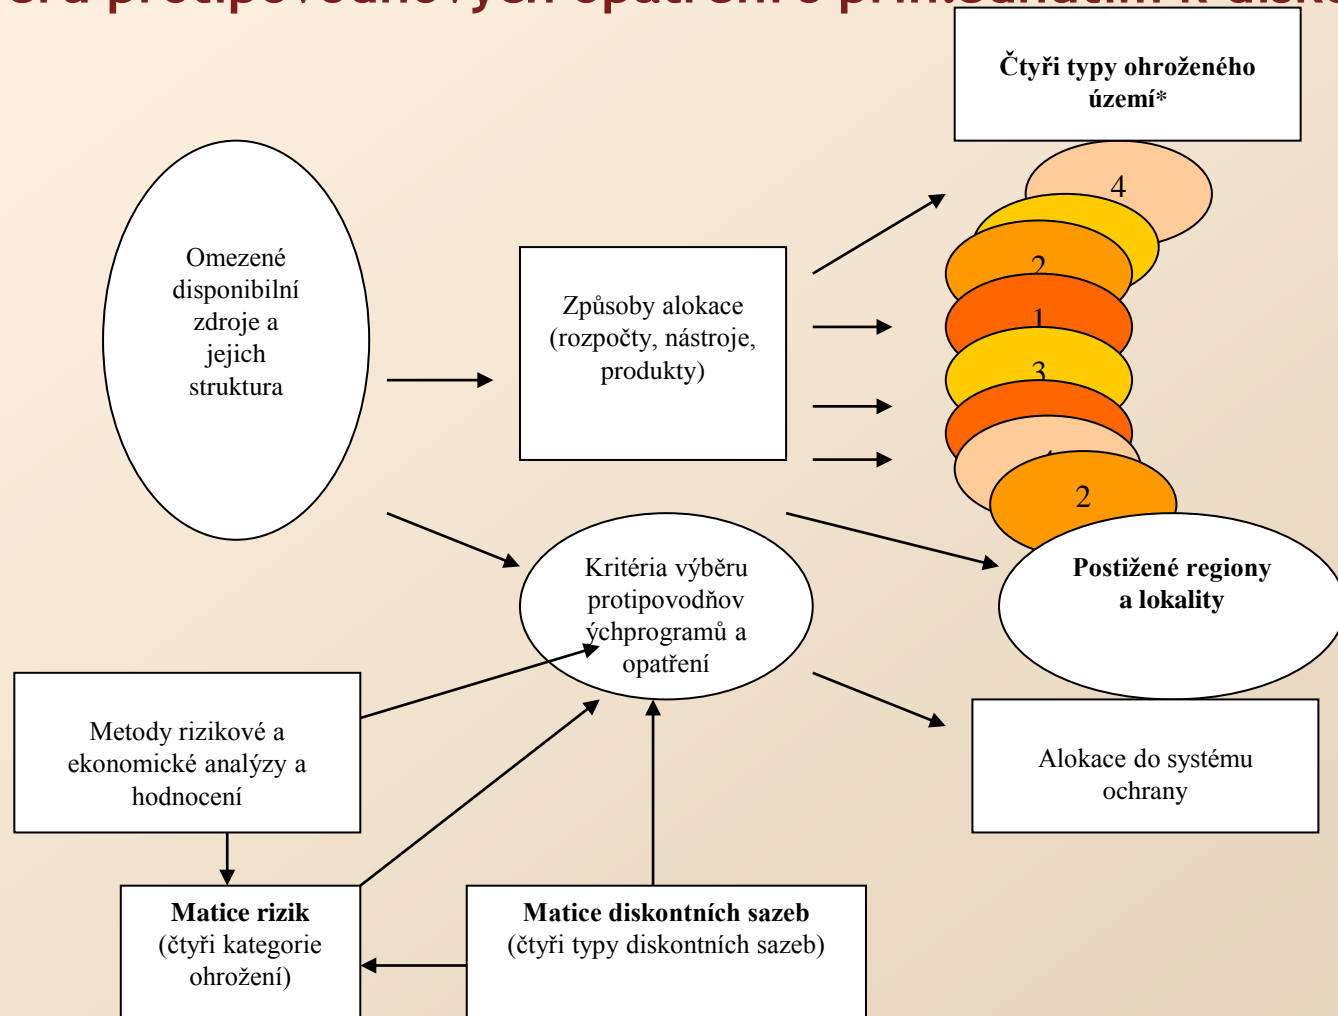 protipovodňových opatření s
k
Čtyři typy ohroženého
území*
4
2
1
3
2
Omezené
disponibilní
zdroje a
jejich
struktura
Způsoby alokace
(rozpočty, nástroje,
produkty)
Kritéria výběru
protipovodňov
ýchprogramů a
opatření
Postižené regiony
a lokality
Metody rizikové a
ekonomické analýzy a
hodnocení
Alokace do systému
ochrany
Matice rizik
(čtyři kategorie
ohrožení)
Matice diskontních sazeb
(čtyři typy diskontních sazeb)